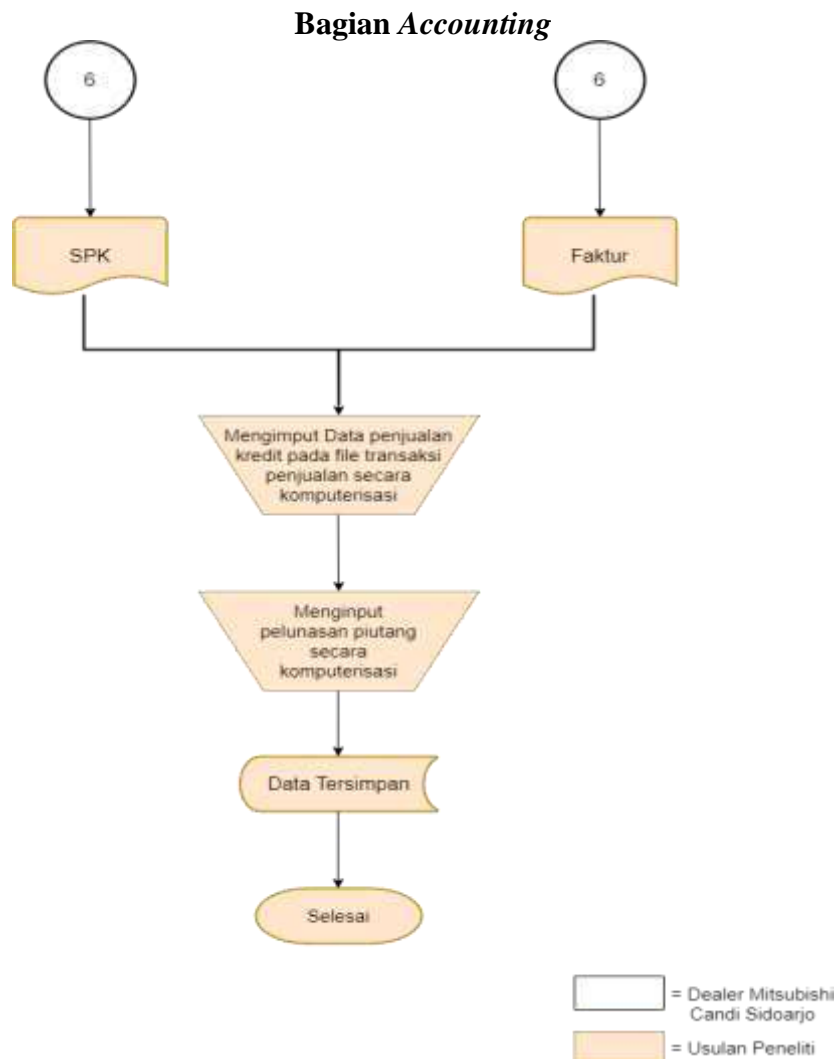 Bagian Accounting
6
6
SPK
Faktur
Mengimput Data penjualan
kredit pada file transaksi
penjualan secara
komputerisasi
Menginput
pelunasan piutang
secara
komputerisasi
Data Tersimpan
Selesai
= Dealer Mitsubishi
Candi Sidoarjo
= Usulan Peneliti